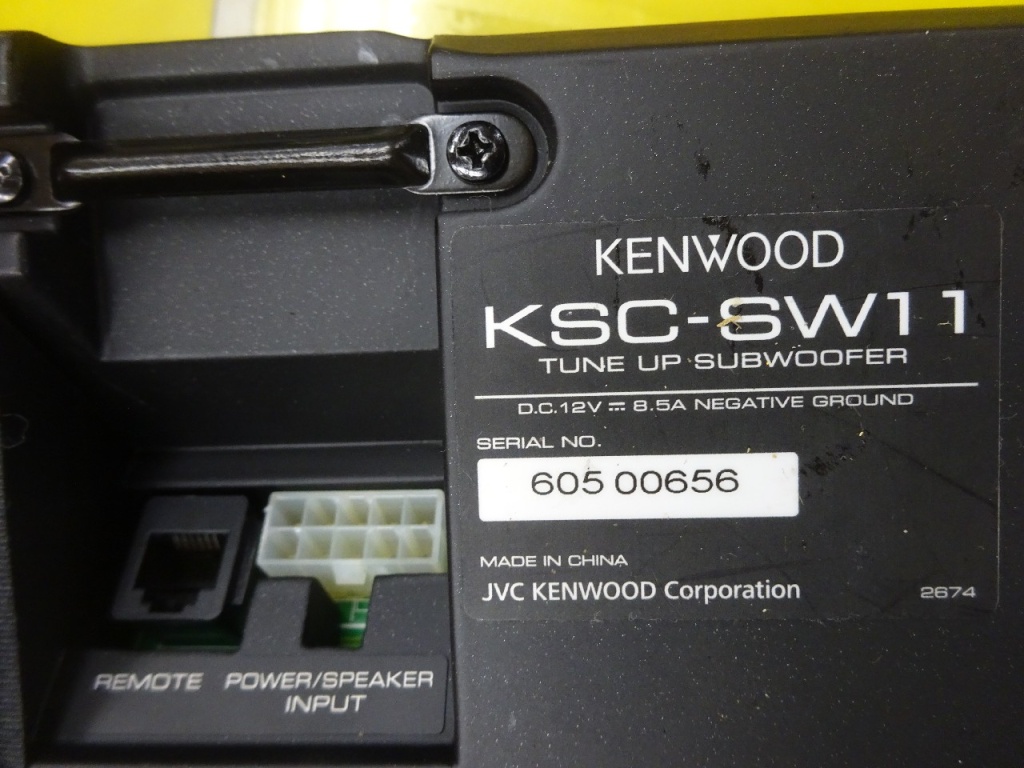 KENWOOD
KSC-SW11
TUNE UP SUBWOOFER
D.C.12V ⎓ 8.5A NEGATIVE GROUND
SERIAL NO.
605 00656
MADE IN CHINA
JVC KENWOOD Corporation
2674
REMOTE
POWER/SPEAKER
INPUT